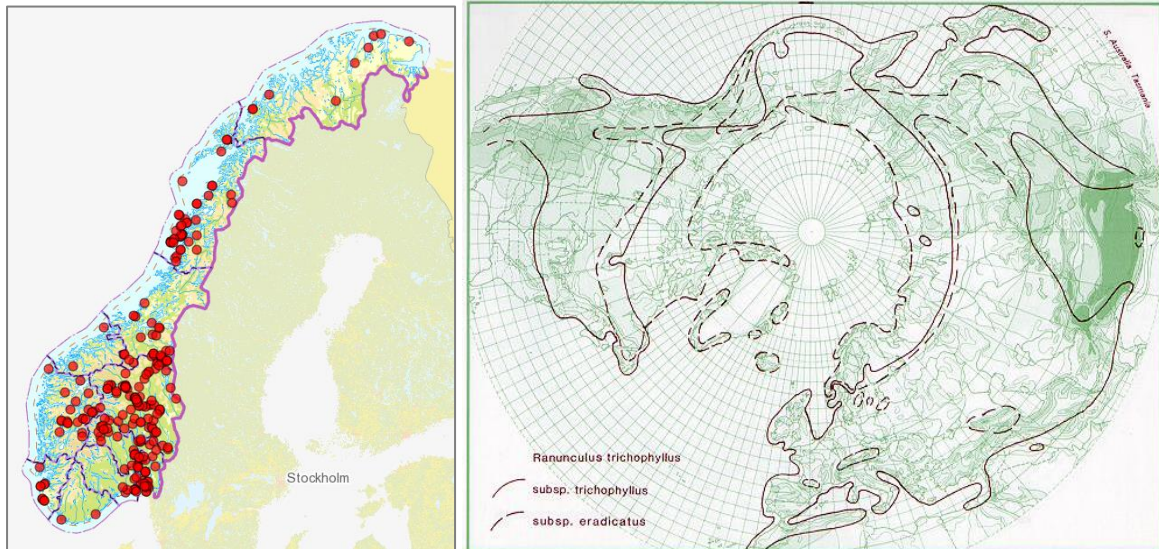 Stockholm
S. Australia Tasmania
Ranunculus trichophyllus
subsp. trichophyllus
subsp. eradicatus